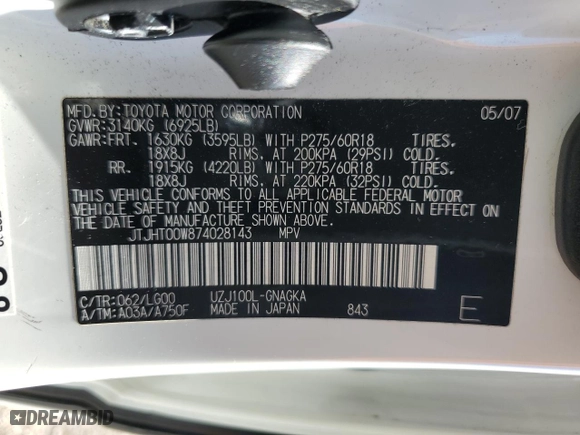 MFD.BY:TOYOTA MOTOR CORPORATION 05/07
GVWR:3140KG (6925LB)
GAWR:FRT. 1630KG (3595LB) WITH P275/60R18 TIRES.
18X8J RIMS. AT 200KPA (29PSI) COLD.
RR. 1915KG (4220LB) WITH P275/60R18 TIRES.
18X8J RIMS. AT 220KPA (32PSI) COLD.
THIS VEHICLE CONFORMS TO ALL APPLICABLE FEDERAL MOTOR
VEHICLE SAFETY AND THEFT PREVENTION STANDARDS IN EFFECT ON
THE DATE OF MANUFACTURE SHOWN ABOVE.
JTJHT00W874028143 MPV
C/TR:062/LG00 UZJ100L-GNAGKA
A/TM:A03A/A750F MADE IN JAPAN 843 E
DREAMBID